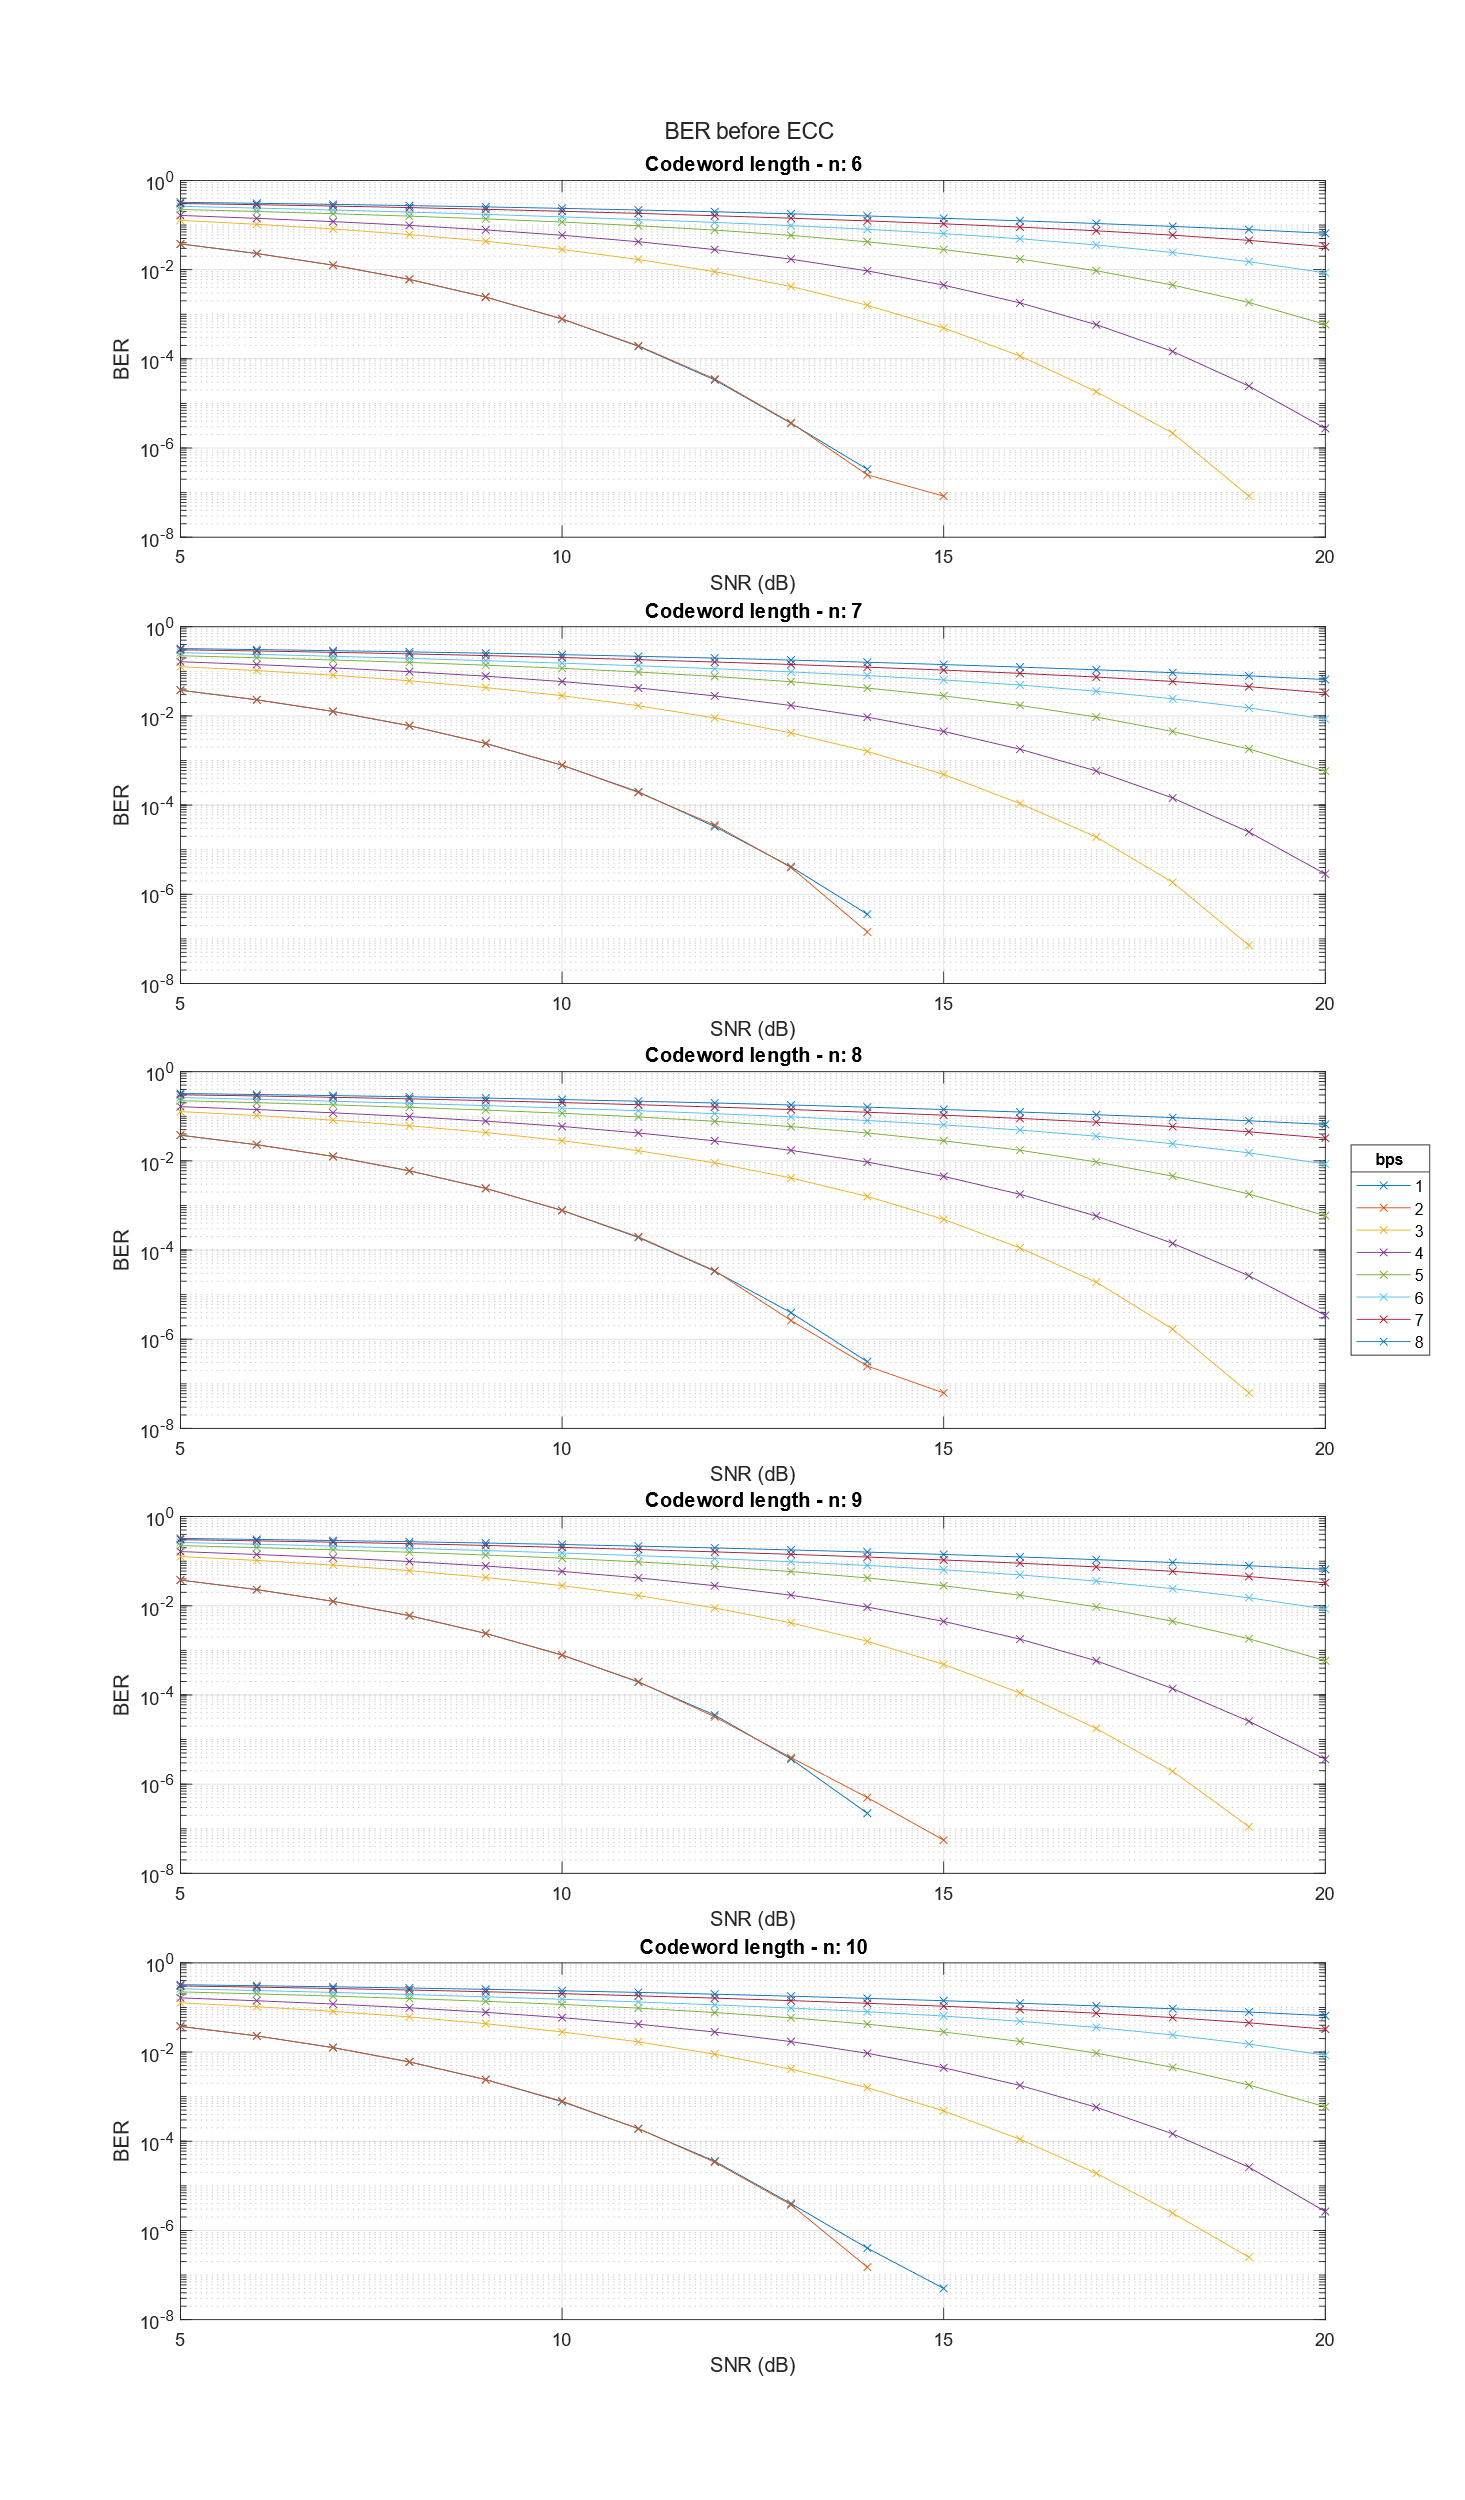 BER before ECC
Codeword length - n: 6
10^0
10^-2
10^-4
10^-6
10^-8
BER
5 10 15 20
SNR (dB)
Codeword length - n: 7
10^0
10^-2
10^-4
10^-6
10^-8
BER
5 10 15 20
SNR (dB)
Codeword length - n: 8
10^0
10^-2
10^-4
10^-6
10^-8
BER
5 10 15 20
SNR (dB)
bps
1
2
3
4
5
6
7
8
Codeword length - n: 9
10^0
10^-2
10^-4
10^-6
10^-8
BER
5 10 15 20
SNR (dB)
Codeword length - n: 10
10^0
10^-2
10^-4
10^-6
10^-8
BER
5 10 15 20
SNR (dB)